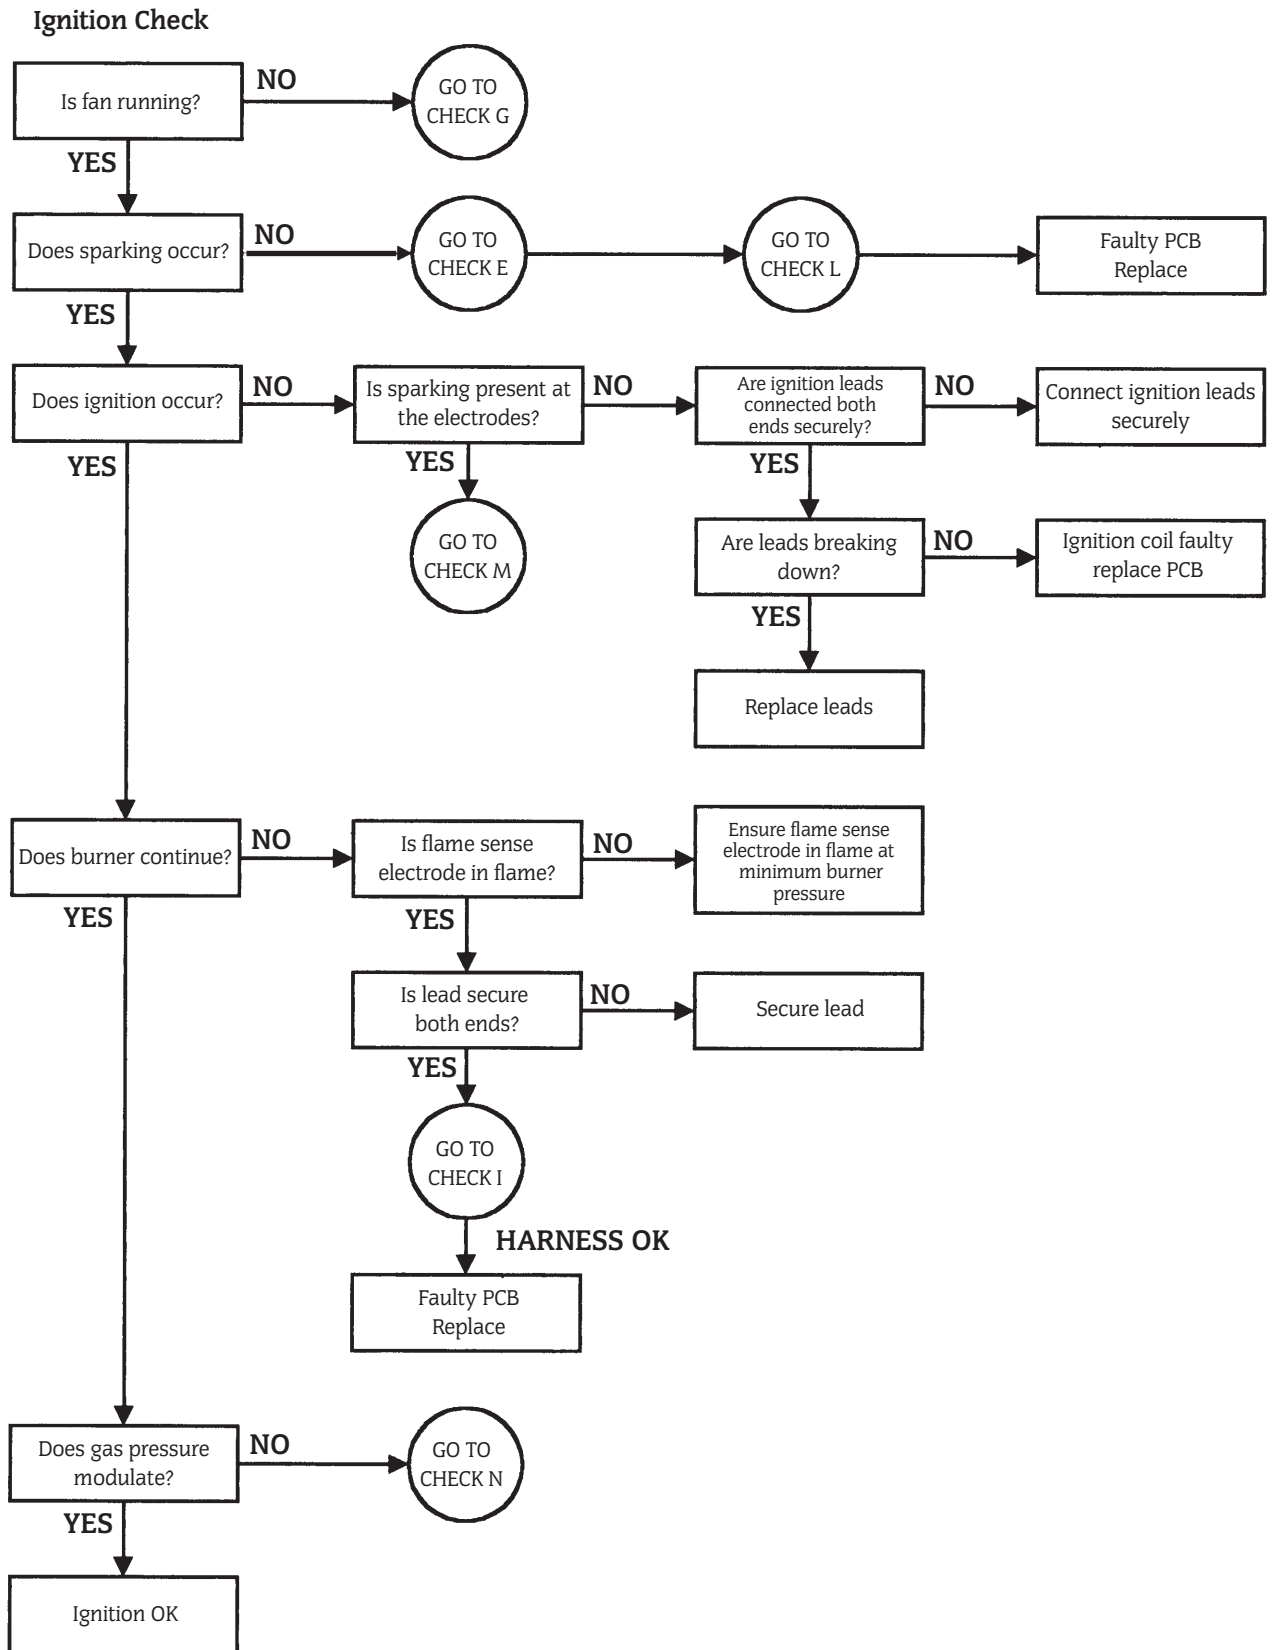 Ignition Check
Is fan running?
NO
GO TO
CHECK G
YES
Does sparking occur?
NO
GO TO
CHECK E
GO TO
CHECK L
Faulty PCB
Replace
YES
Does ignition occur?
NO
Is sparking present at
the electrodes?
NO
Are ignition leads
connected both
ends securely?
NO
Connect ignition leads
securely
YES
YES
GO TO
CHECK M
YES
Are leads breaking
down?
NO
Ignition coil faulty
replace PCB
YES
Replace leads
Does burner continue?
NO
Is flame sense
electrode in flame?
NO
Ensure flame sense
electrode in flame at
minimum burner
pressure
YES
YES
Is lead secure
both ends?
NO
Secure lead
YES
GO TO
CHECK I
HARNESS OK
Faulty PCB
Replace
Does gas pressure
modulate?
NO
GO TO
CHECK N
YES
Ignition OK